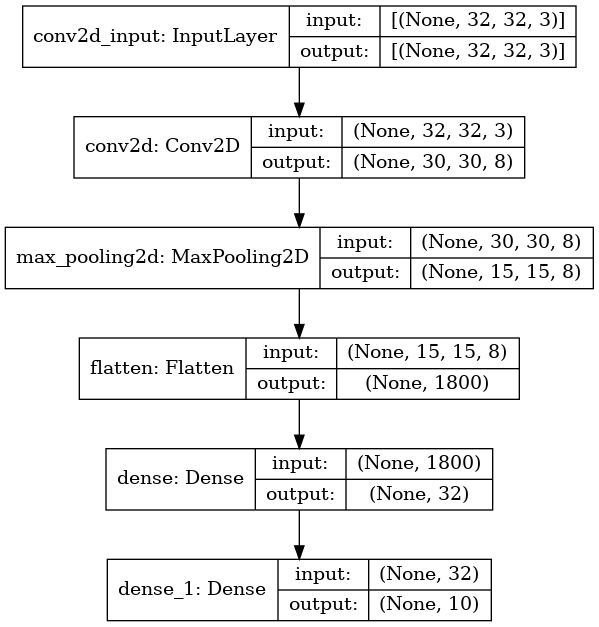 conv2d_input: InputLayer
input: [(None, 32, 32, 3)]
output: [(None, 32, 32, 3)]
conv2d: Conv2D
input: (None, 32, 32, 3)
output: (None, 30, 30, 8)
max_pooling2d: MaxPooling2D
input: (None, 30, 30, 8)
output: (None, 15, 15, 8)
flatten: Flatten
input: (None, 15, 15, 8)
output: (None, 1800)
dense: Dense
input: (None, 1800)
output: (None, 32)
dense_1: Dense
input: (None, 32)
output: (None, 10)